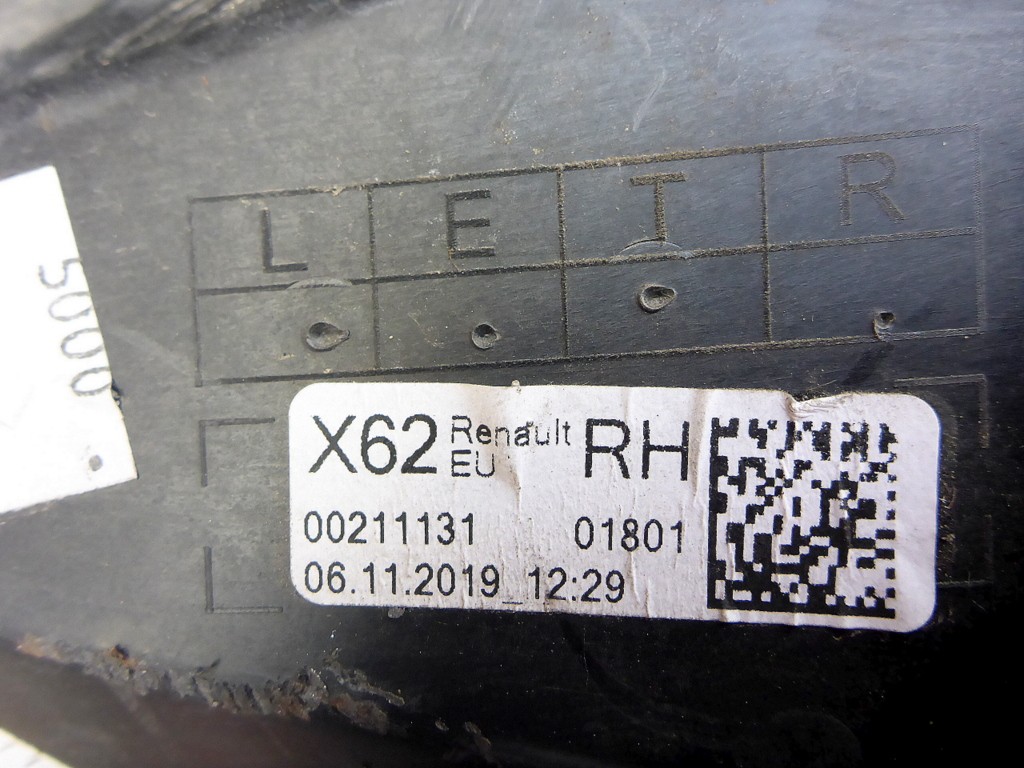 L E T R
5000
X62 Renault EU RH
00211131 01801
06.11.2019_12:29